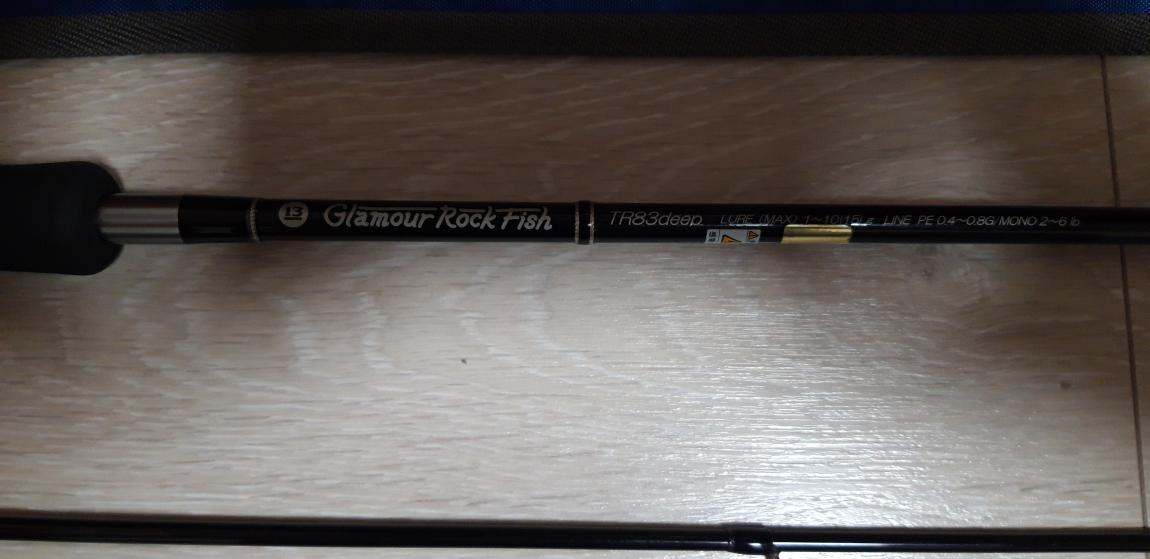 13 Glamour Rock Fish TR83deep LURE (MAX) 1~10(15)g LINE PE 0.4~0.8G/MONO 2~6 lb